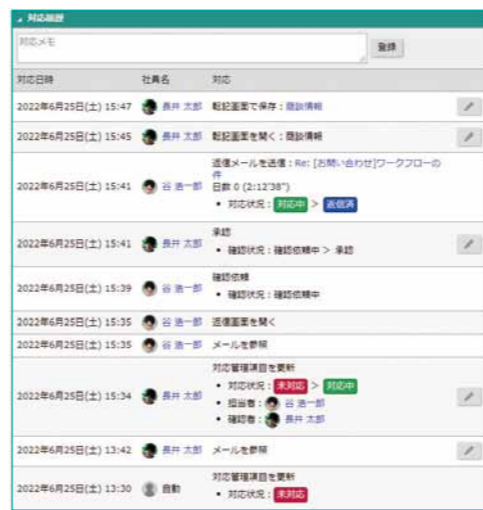 対応履歴
対応メモ
登録
対応日時 社員名 対応
2022年6月25日(土) 15:47 長井 太郎 転記画面で保存：商談情報
2022年6月25日(土) 15:45 長井 太郎 転記画面を開く：商談情報
返信メールを送信：Re: [お問い合わせ]ワークフローの
件
2022年6月25日(土) 15:41 谷 浩一郎 日数 0 (2:12'38")
• 対応状況：対応中 > 返信済
2022年6月25日(土) 15:41 長井 太郎 承認
• 確認状況：確認依頼中 > 承認
2022年6月25日(土) 15:39 谷 浩一郎 確認依頼
• 確認状況：確認依頼中
2022年6月25日(土) 15:35 谷 浩一郎 返信画面を開く
2022年6月25日(土) 15:35 谷 浩一郎 メールを参照
対応管理項目を更新
• 対応状況：未対応 > 対応中
2022年6月25日(土) 15:34 長井 太郎 • 担当者：谷 浩一郎
• 確認者：長井 太郎
2022年6月25日(土) 13:42 長井 太郎 メールを参照
2022年6月25日(土) 13:30 自動 対応管理項目を更新
• 対応状況：未対応